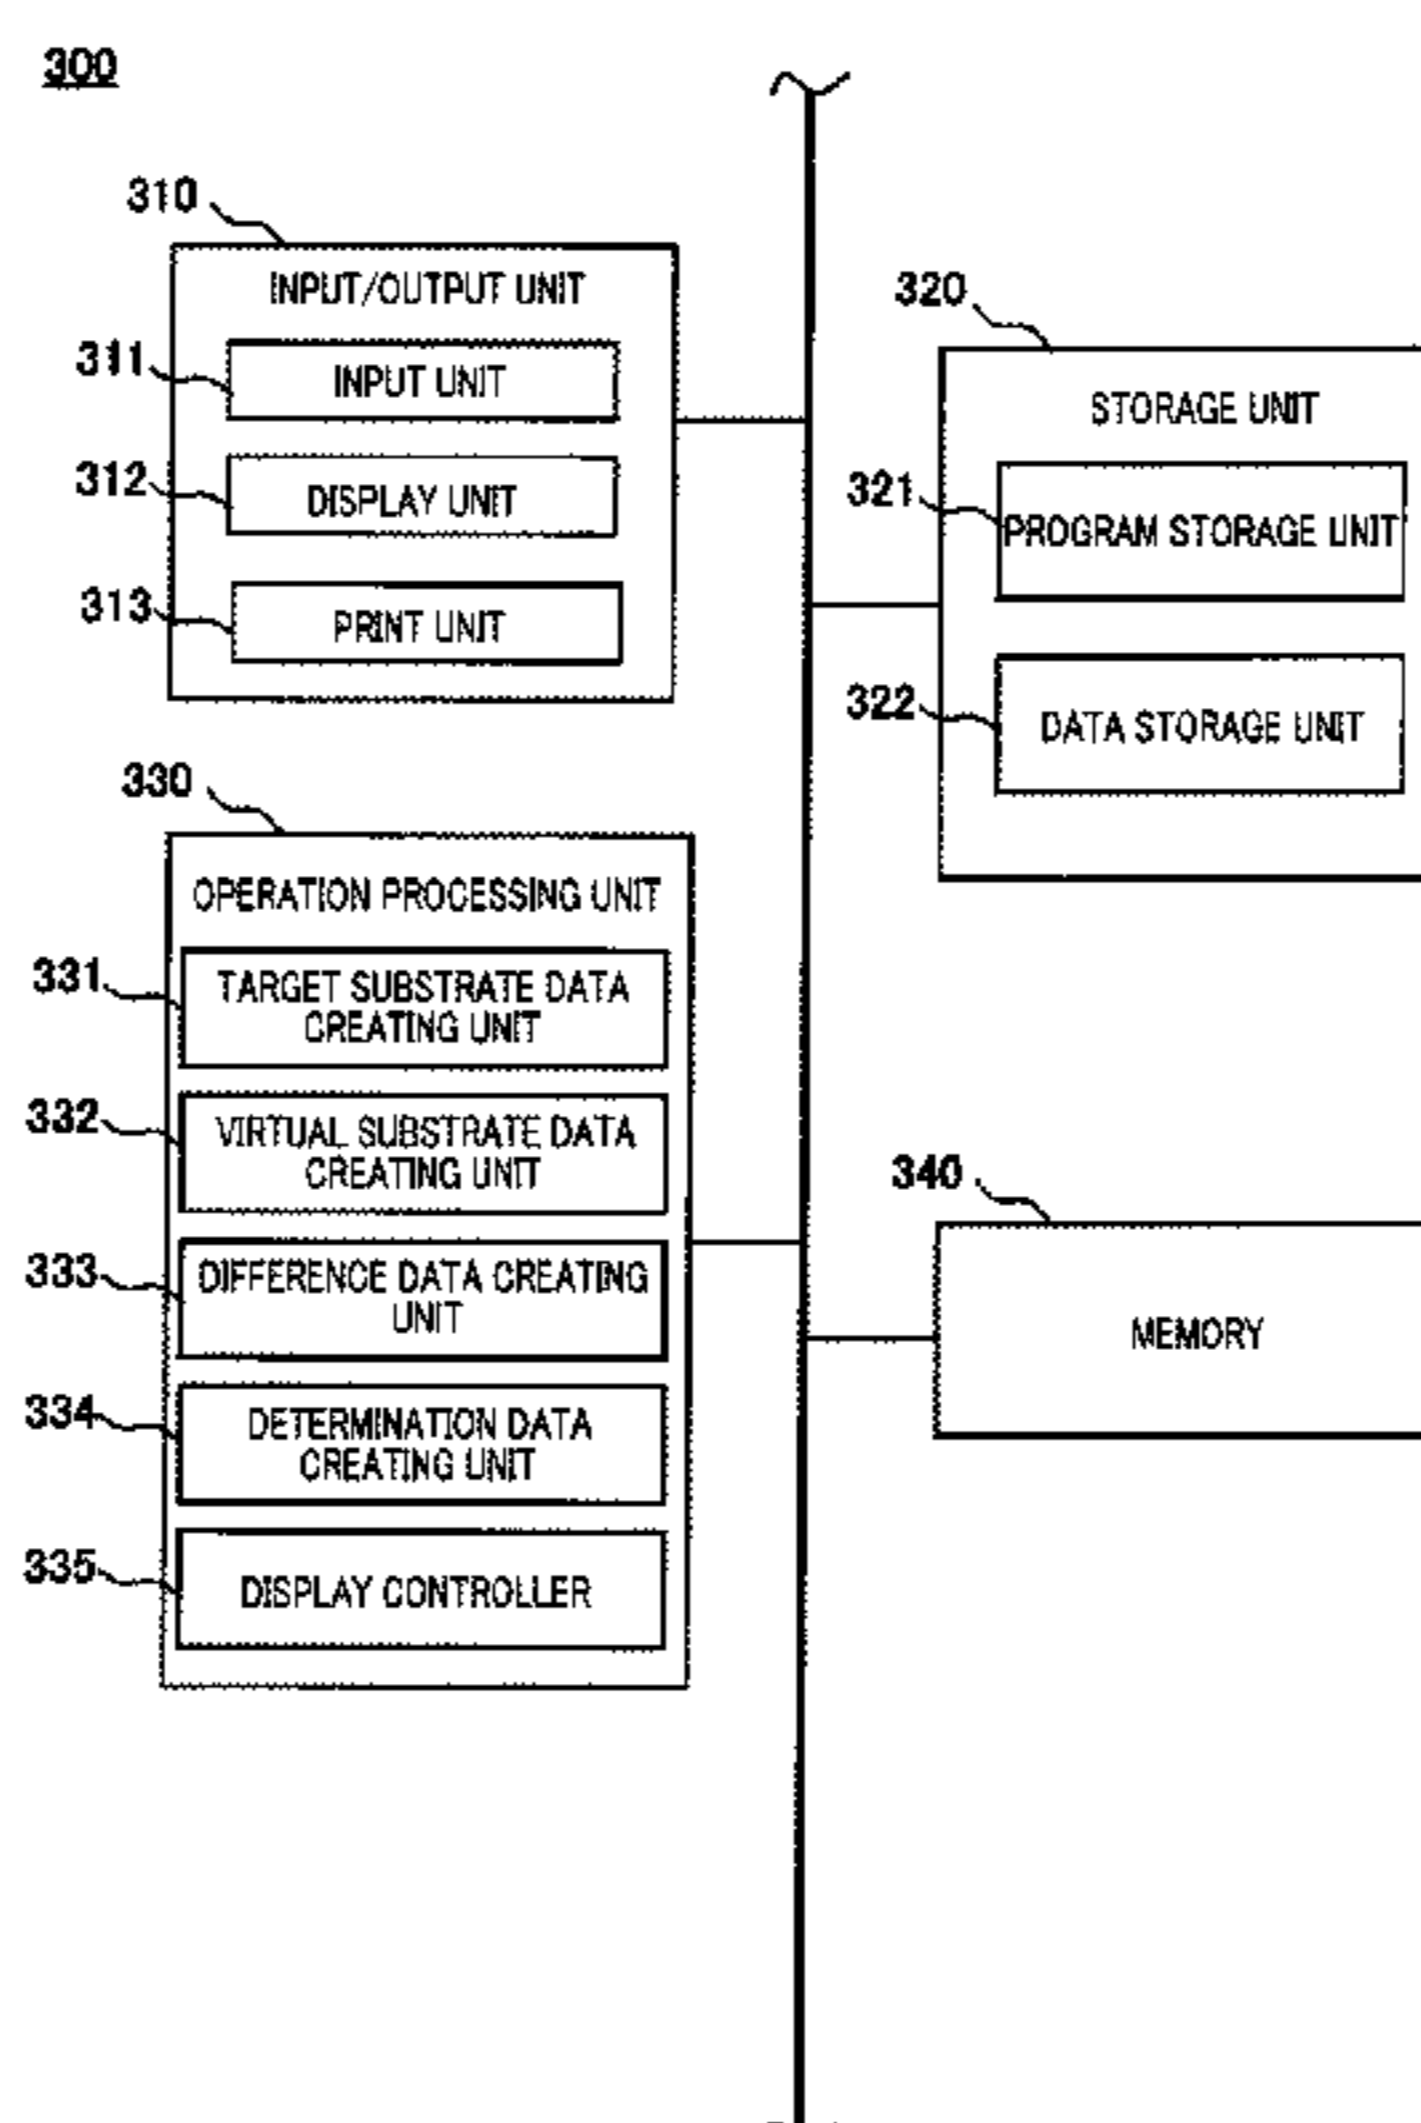 300
310
INPUT/OUTPUT UNIT
311
INPUT UNIT
312
DISPLAY UNIT
313
PRINT UNIT
320
STORAGE UNIT
321
PROGRAM STORAGE UNIT
322
DATA STORAGE UNIT
330
OPERATION PROCESSING UNIT
331
TARGET SUBSTRATE DATA
CREATING UNIT
332
VIRTUAL SUBSTRATE DATA
CREATING UNIT
333
DIFFERENCE DATA CREATING
UNIT
334
DETERMINATION DATA
CREATING UNIT
335
DISPLAY CONTROLLER
340
MEMORY